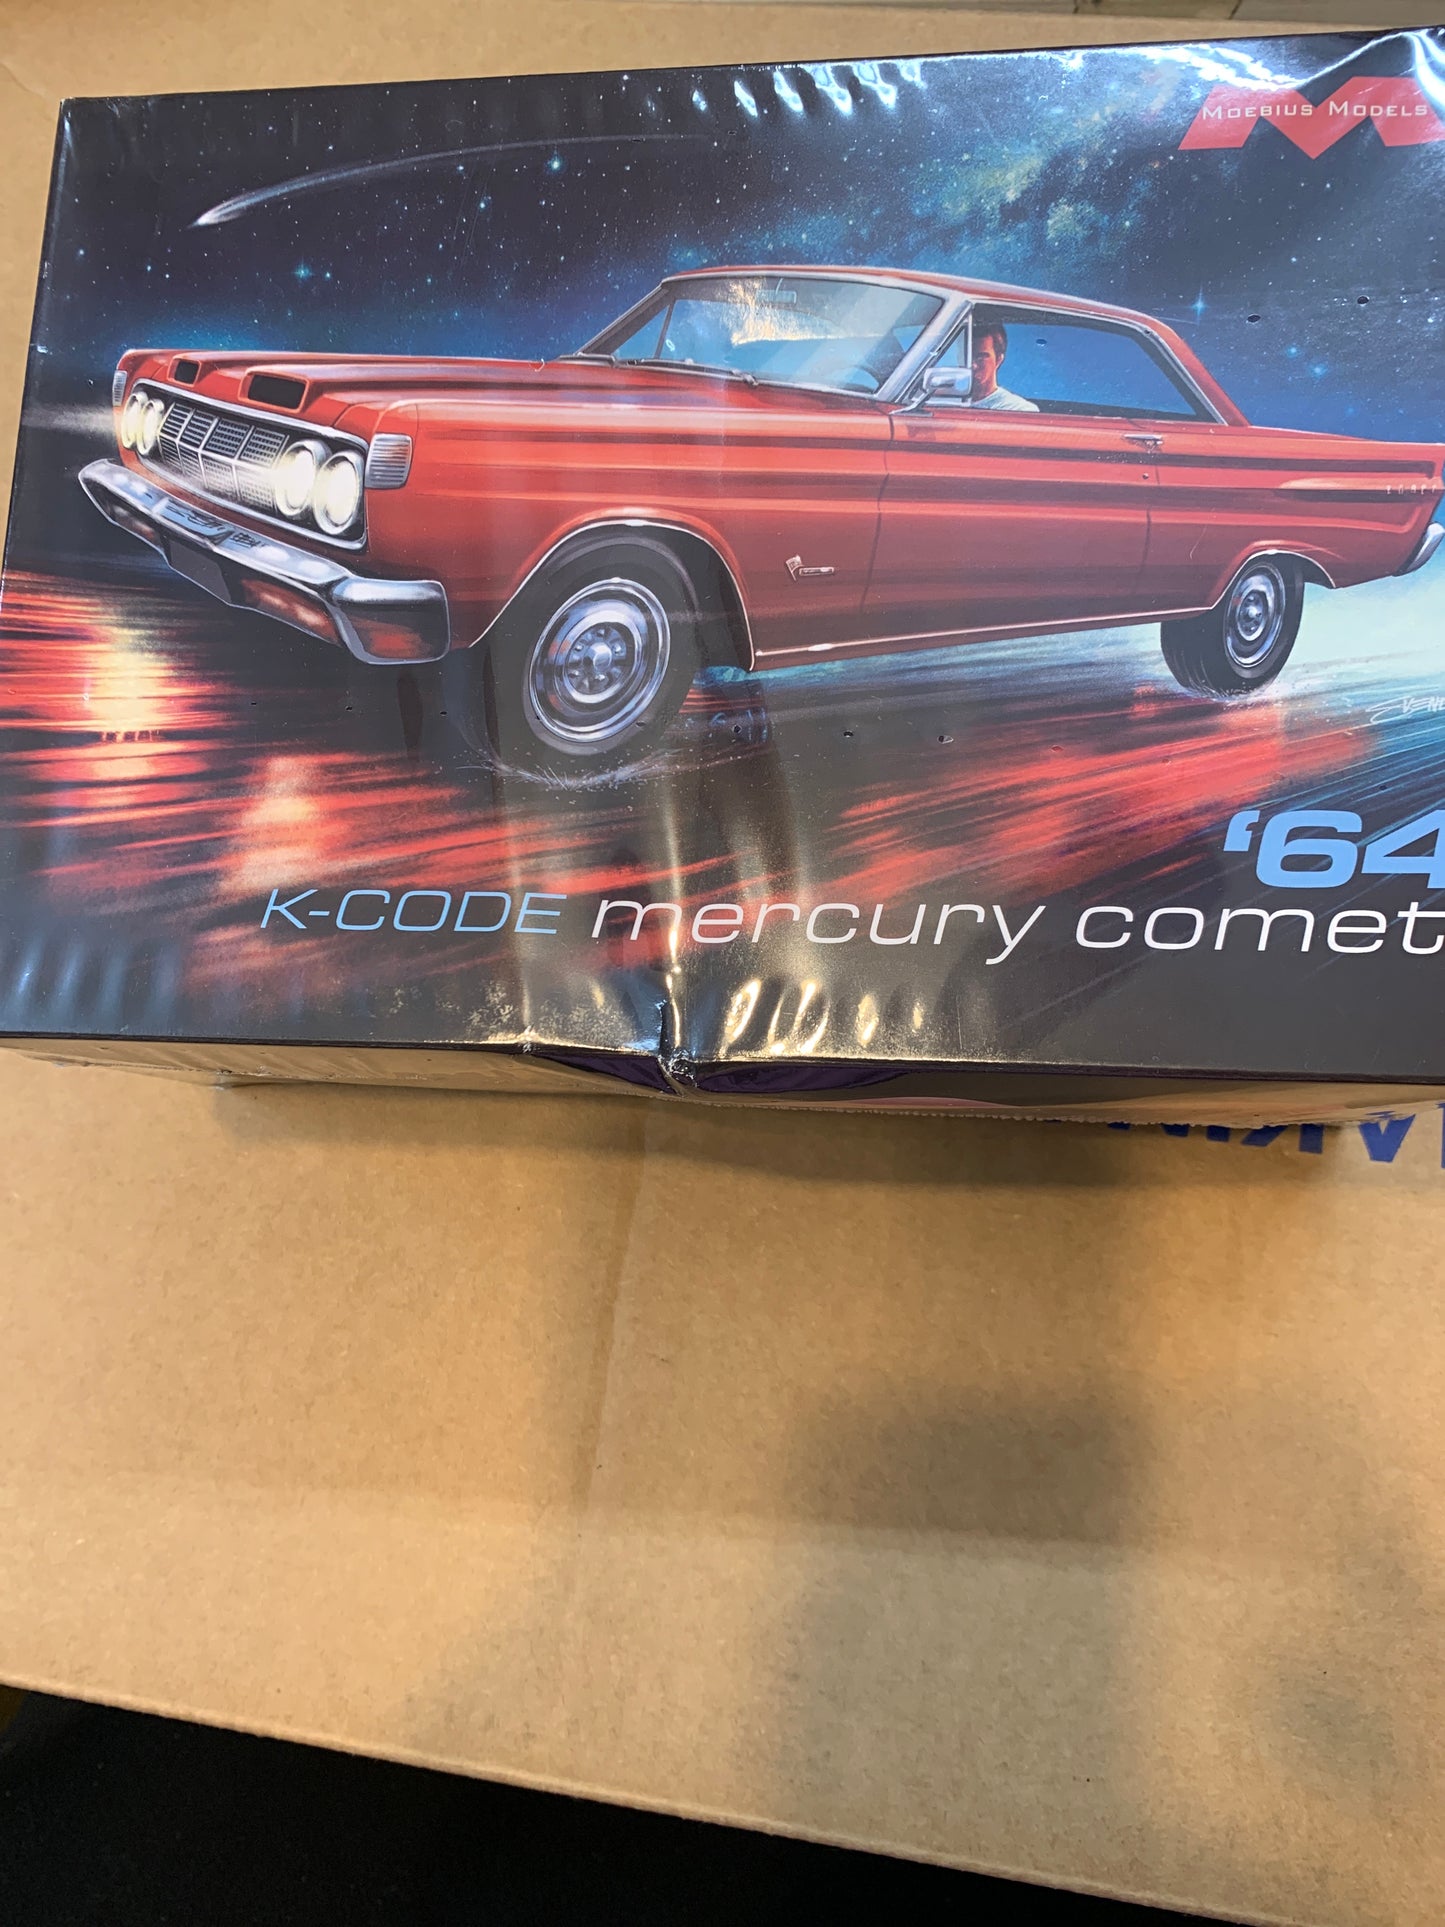 MOEBIUS MODELS
'64
K-CODE mercury comet